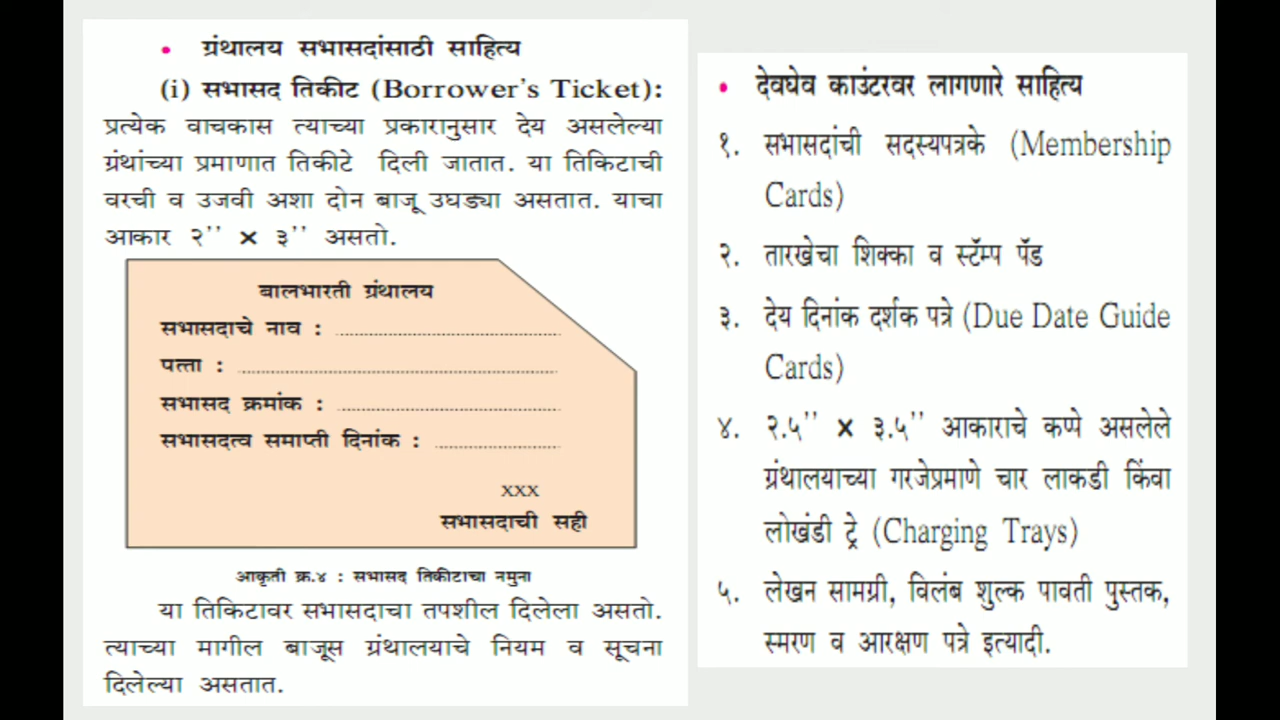 • ग्रंथालय सभासदांसाठी साहित्य
(i) सभासद तिकीट (Borrower's Ticket):
प्रत्येक वाचकास त्याच्या प्रकारानुसार देय असलेल्या
ग्रंथांच्या प्रमाणात तिकीटे दिली जातात. या तिकिटाची
वरची व उजवी अशा दोन बाजू उघड्या असतात. याचा
आकार २'' × ३'' असतो.
बालभारती ग्रंथालय
सभासदाचे नाव : ........................................
पत्ता : ........................................
सभासद क्रमांक : ........................................
सभासदत्व समाप्ती दिनांक : ........................................
xxx
सभासदाची सही
आकृती क्र.४ : सभासद तिकीटाचा नमुना
या तिकिटावर सभासदाचा तपशील दिलेला असतो.
त्याच्या मागील बाजूस ग्रंथालयाचे नियम व सूचना
दिलेल्या असतात.
• देवघेव काउंटरवर लागणारे साहित्य
१. सभासदांची सदस्यपत्रके (Membership
Cards)
२. तारखेचा शिक्का व स्टॅम्प पॅड
३. देय दिनांक दर्शक पत्रे (Due Date Guide
Cards)
४. २.५'' × ३.५'' आकाराचे कप्पे असलेले
ग्रंथालयाच्या गरजेप्रमाणे चार लाकडी किंवा
लोखंडी ट्रे (Charging Trays)
५. लेखन सामग्री, विलंब शुल्क पावती पुस्तक,
स्मरण व आरक्षण पत्रे इत्यादी.